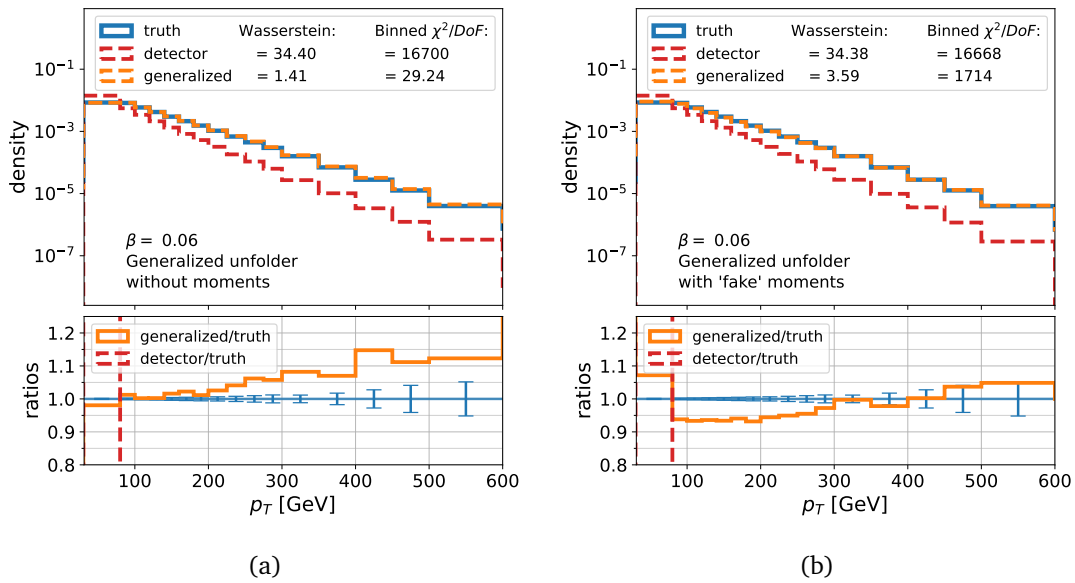 truth Wasserstein: Binned χ²/DoF:
detector = 34.40 = 16700
generalized = 1.41 = 29.24
10⁻¹
10⁻³
10⁻⁵
10⁻⁷
density
β = 0.06
Generalized unfolder
without moments
generalized/truth
detector/truth
1.2
1.1
1.0
0.9
0.8
ratios
100 200 300 400 500 600
p_T [GeV]
(a)
truth Wasserstein: Binned χ²/DoF:
detector = 34.38 = 16668
generalized = 3.59 = 1714
10⁻¹
10⁻³
10⁻⁵
10⁻⁷
density
β = 0.06
Generalized unfolder
with 'fake' moments
generalized/truth
detector/truth
1.2
1.1
1.0
0.9
0.8
ratios
100 200 300 400 500 600
p_T [GeV]
(b)